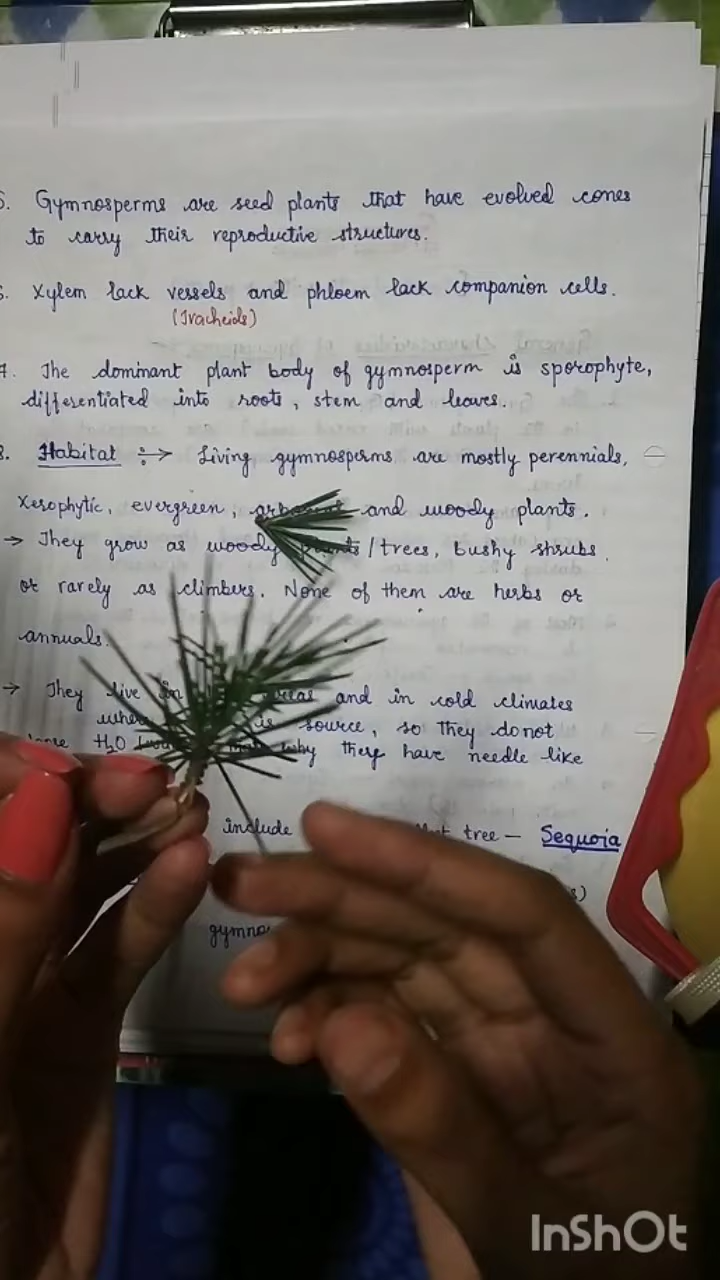 Gymnosperms are seed plants that have evolved cones
to carry their reproductive structures.
Xylem lack vessels and phloem lack companion cells.
(Tracheids)
7. The dominant plant body of gymnosperm is sporophyte,
differentiated into roots, stem and leaves.
8. Habitat ÷→ Living gymnosperms are mostly perennials,
Xerophytic, evergreen, and woody plants.
→ They grow as woody /trees, bushy shrubs
or rarely as climbers. None of them are herbs or
annuals.
→ They live in and in cold climates
is source, so they do not
H2O why they have needle like
include tree - Sequoia
InShOt